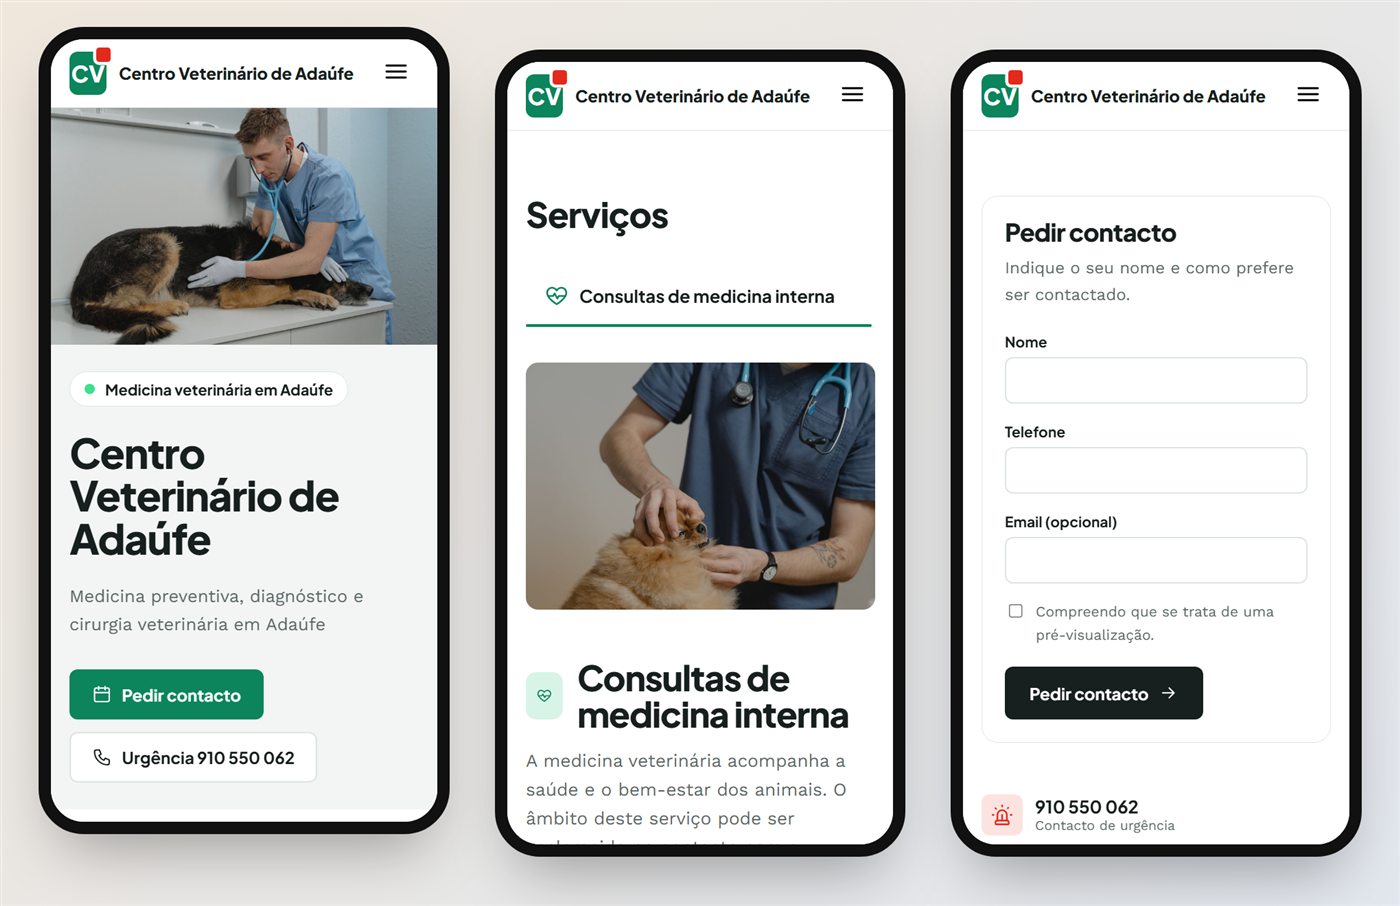 CV
Centro Veterinário de Adaúfe
Medicina veterinária em Adaúfe
Centro
Veterinário de
Adaúfe
Medicina preventiva, diagnóstico e
cirurgia veterinária em Adaúfe
Pedir contacto
Urgência 910 550 062
CV
Centro Veterinário de Adaúfe
Serviços
Consultas de medicina interna
Consultas de
medicina interna
A medicina veterinária acompanha a
saúde e o bem-estar dos animais. O
âmbito deste serviço pode ser
CV
Centro Veterinário de Adaúfe
Pedir contacto
Indique o seu nome e como prefere
ser contactado.
Nome
Telefone
Email (opcional)
Compreendo que se trata de uma
pré-visualização.
Pedir contacto
910 550 062
Contacto de urgência